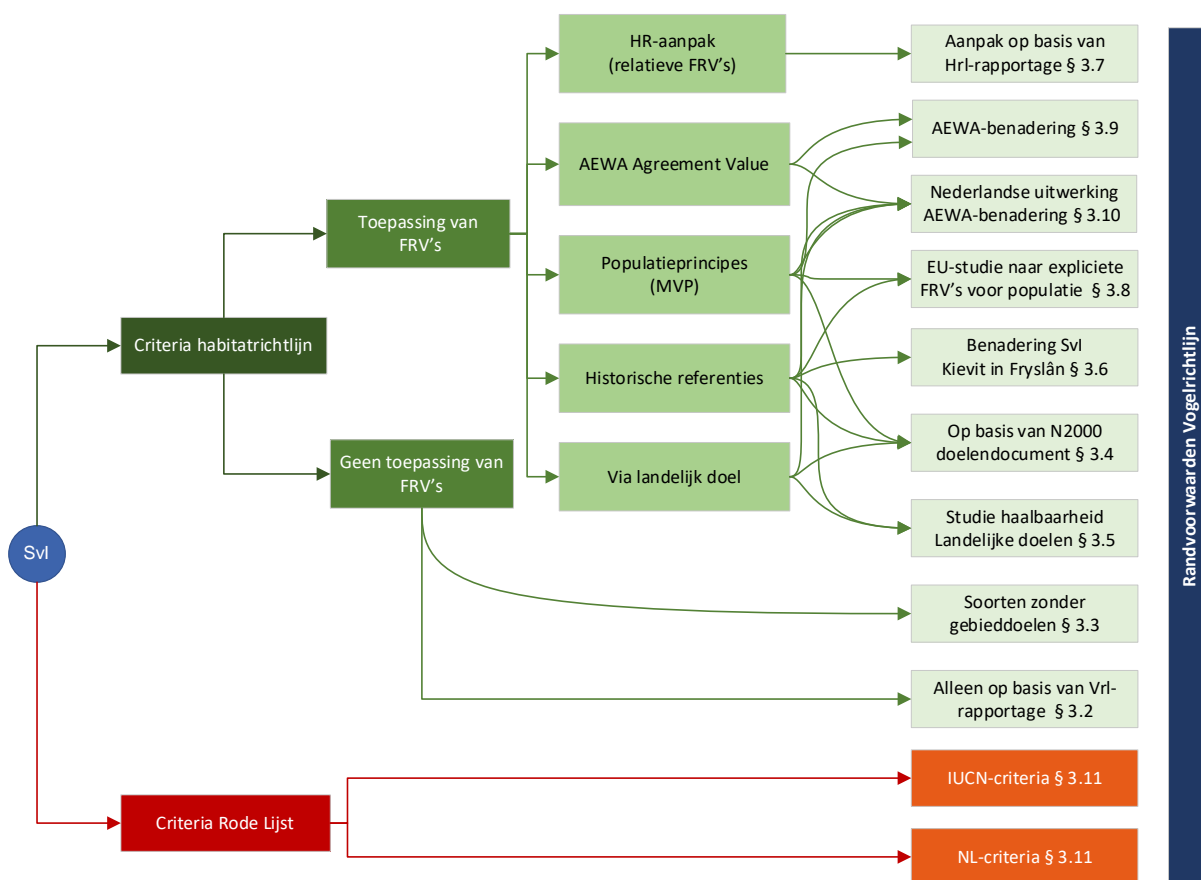 HR-aanpak
(relatieve FRV's)
Aanpak op basis van
Hrl-rapportage § 3.7
AEWA Agreement Value
AEWA-benadering § 3.9
Toepassing van
FRV's
Nederlandse uitwerking
AEWA-benadering § 3.10
Populatieprincipes
(MVP)
EU-studie naar expliciete
FRV's voor populatie § 3.8
Criteria habitatrichtlijn
Historische referenties
Benadering SvI
Kievit in Fryslân § 3.6
Geen toepassing van
FRV's
Via landelijk doel
Op basis van N2000
doelendocument § 3.4
Studie haalbaarheid
Landelijke doelen § 3.5
SvI
Soorten zonder
gebieddoelen § 3.3
Alleen op basis van Vrl-
rapportage § 3.2
IUCN-criteria § 3.11
Criteria Rode Lijst
NL-criteria § 3.11
Randvoorwaarden Vogelrichtlijn